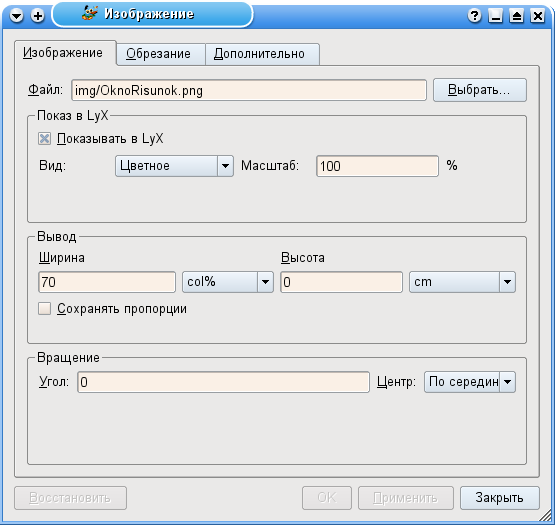 Изображение
Изображение Обрезание Дополнительно
Файл: img/OknoRisunok.png Выбрать...
Показ в LyX
Показывать в LyX
Вид: Цветное Масштаб: 100 %
Вывод
Ширина Высота
70 col% 0 cm
Сохранять пропорции
Вращение
Угол: 0 Центр: По середин
Восстановить OK Применить Закрыть